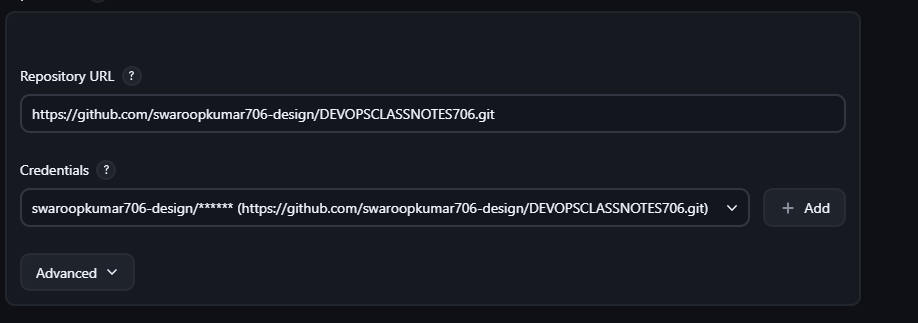 Repository URL ?
https://github.com/swaroopkumar706-design/DEVOPSCLASSNOTES706.git
Credentials ?
swaroopkumar706-design/****** (https://github.com/swaroopkumar706-design/DEVOPSCLASSNOTES706.git)
+ Add
Advanced